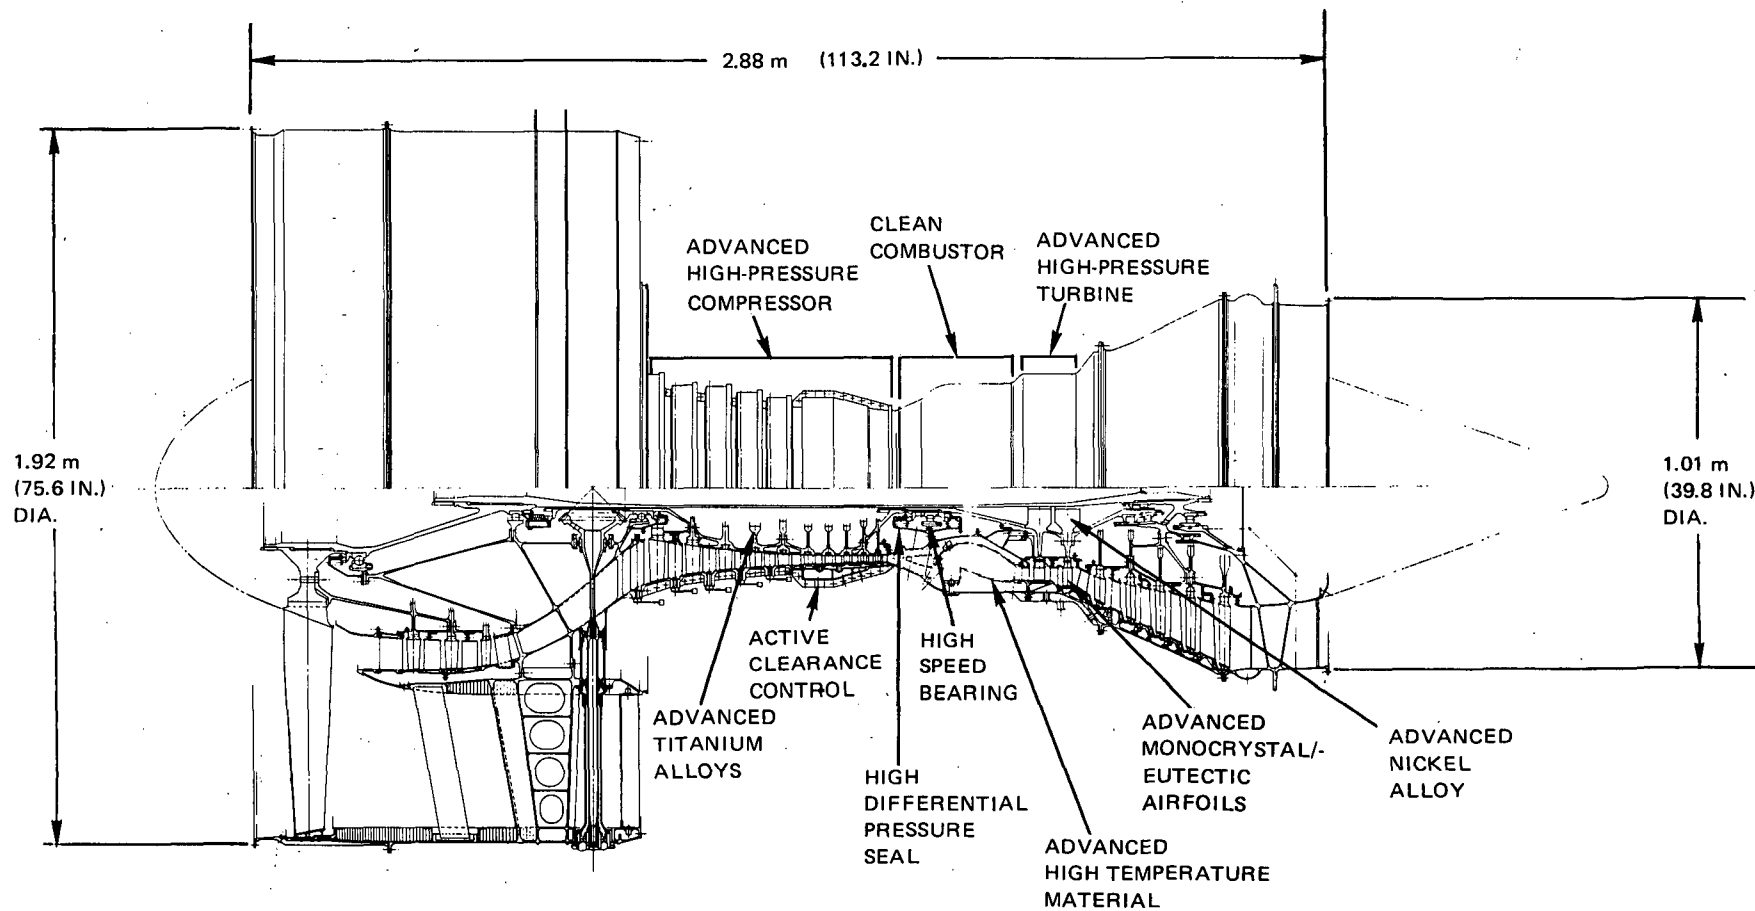 2.88 m (113.2 IN.)
CLEAN
COMBUSTOR
ADVANCED
HIGH-PRESSURE
COMPRESSOR
ADVANCED
HIGH-PRESSURE
TURBINE
1.92 m
(75.6 IN.)
DIA.
1.01 m
(39.8 IN.)
DIA.
ACTIVE
CLEARANCE
CONTROL
HIGH
SPEED
BEARING
ADVANCED
TITANIUM
ALLOYS
HIGH
DIFFERENTIAL
PRESSURE
SEAL
ADVANCED
MONOCRYSTAL/-
EUTECTIC
AIRFOILS
ADVANCED
NICKEL
ALLOY
ADVANCED
HIGH TEMPERATURE
MATERIAL